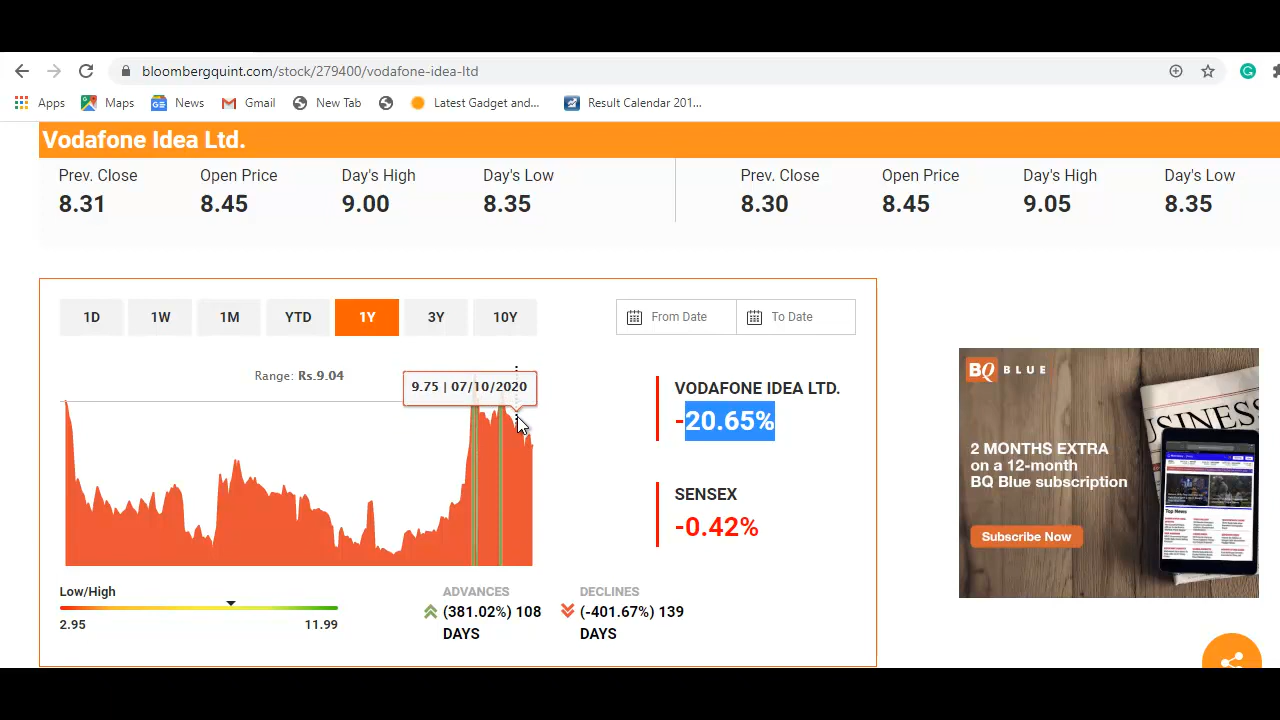 bloombergquint.com/stock/279400/vodafone-idea-ltd
Apps Maps News Gmail New Tab Latest Gadget and... Result Calendar 201...
Vodafone Idea Ltd.
Prev. Close Open Price Day's High Day's Low Prev. Close Open Price Day's High Day's Low
8.31 8.45 9.00 8.35 8.30 8.45 9.05 8.35
1D 1W 1M YTD 1Y 3Y 10Y From Date To Date
Range: Rs.9.04
9.75 | 07/10/2020
VODAFONE IDEA LTD.
-20.65%
SENSEX
-0.42%
Low/High
2.95 11.99
ADVANCES
(381.02%) 108
DAYS
DECLINES
(-401.67%) 139
DAYS
BQ BLUE
2 MONTHS EXTRA
on a 12-month
BQ Blue subscription
Subscribe Now
BUSINESS
Top News